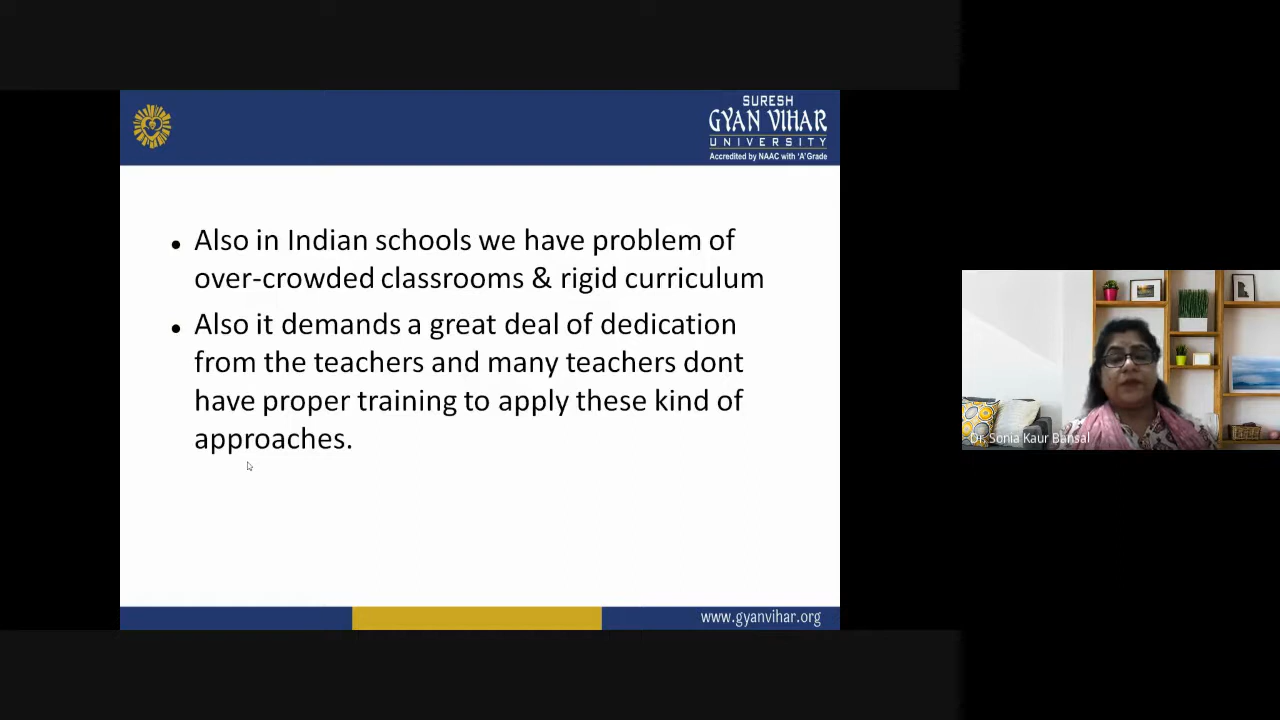 SURESH
GYAN VIHAR
UNIVERSITY
Accredited by NAAC with 'A' Grade
• Also in Indian schools we have problem of
over-crowded classrooms & rigid curriculum
• Also it demands a great deal of dedication
from the teachers and many teachers dont
have proper training to apply these kind of
approaches.
Dr. Sonia Kaur Bansal
www.gyanvihar.org